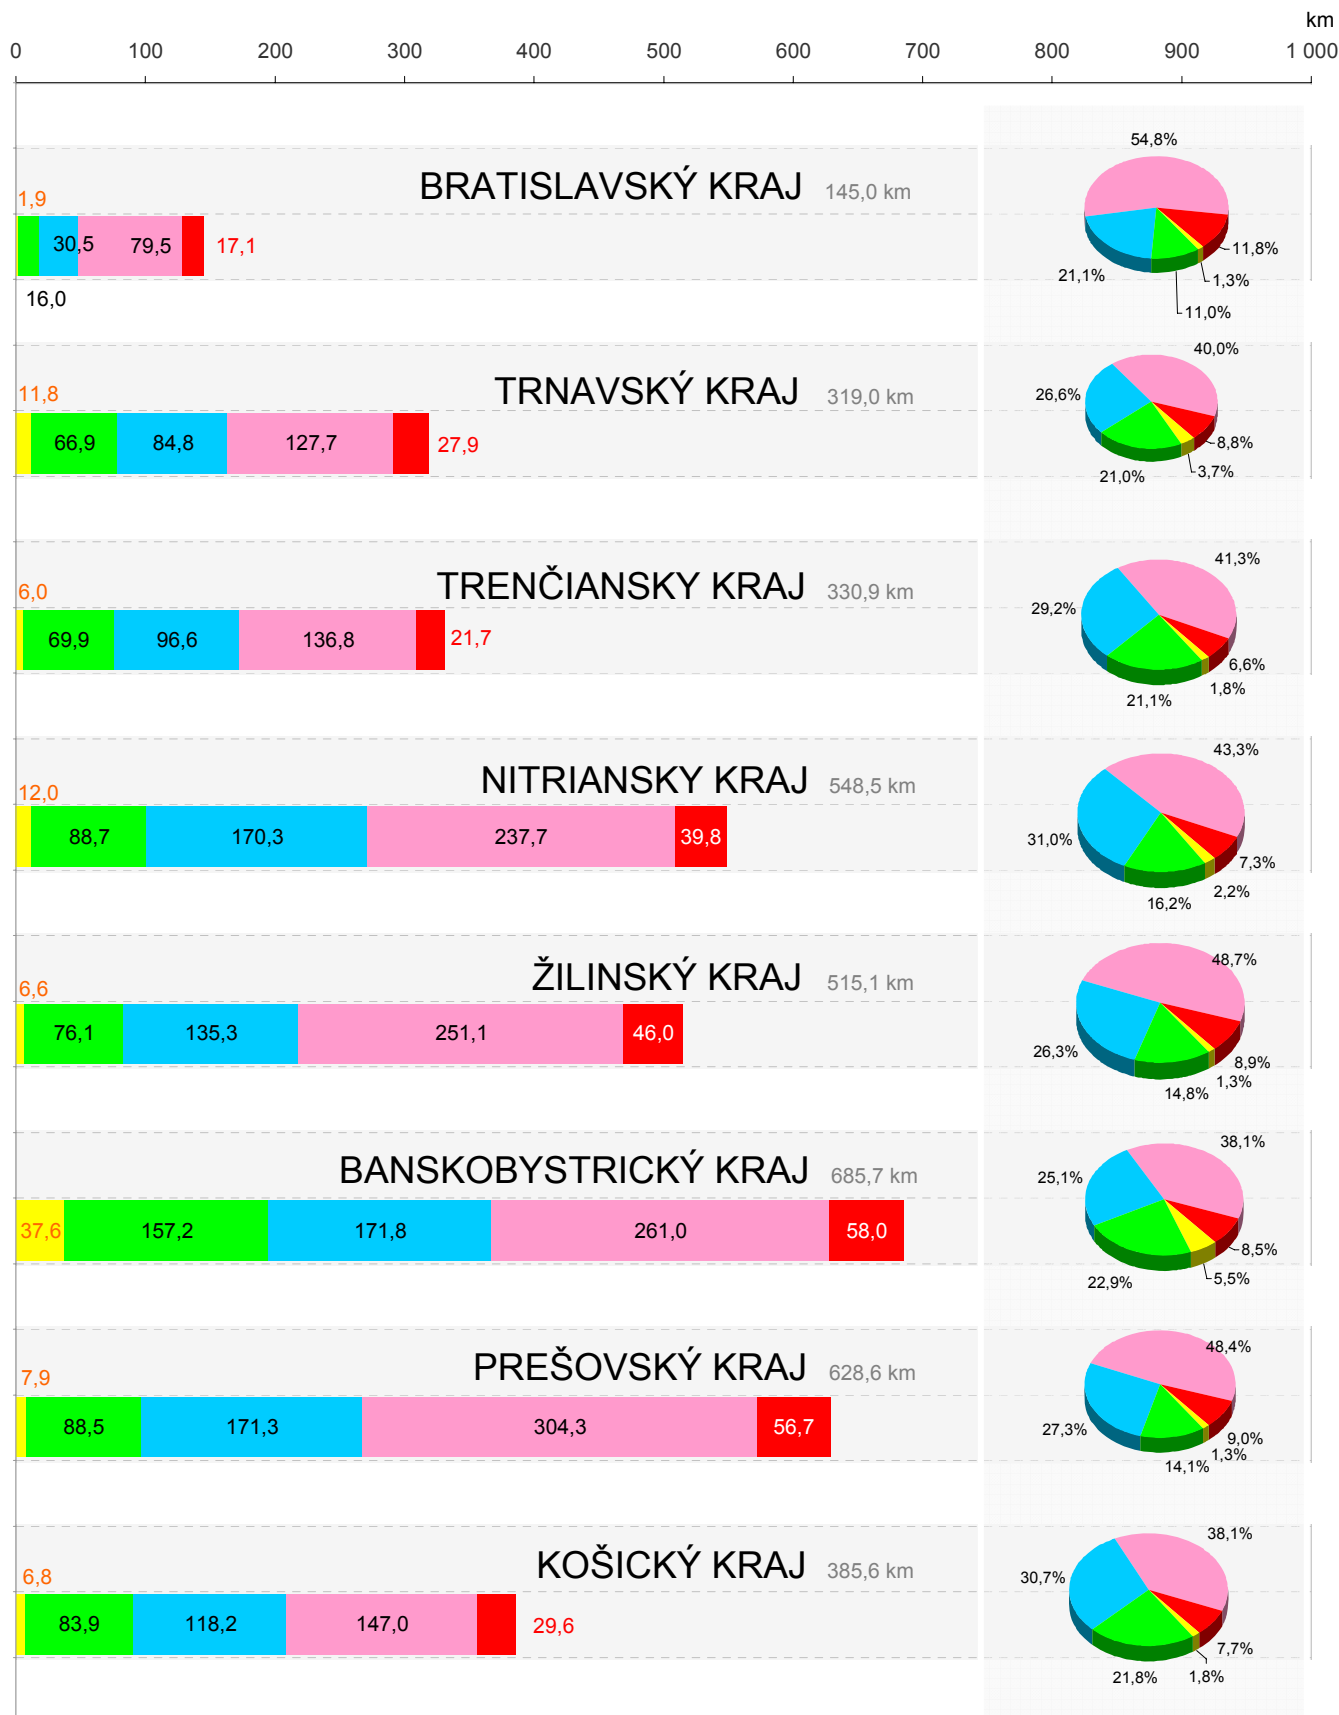 km
0 100 200 300 400 500 600 700 800 900 1 000
54,8%
BRATISLAVSKÝ KRAJ 145,0 km
1,9
30,5 79,5 17,1
11,8%
21,1%
1,3%
16,0
11,0%
40,0%
TRNAVSKÝ KRAJ 319,0 km
11,8
26,6%
66,9 84,8 127,7 27,9
8,8%
21,0%
3,7%
41,3%
TRENČIANSKY KRAJ 330,9 km
6,0
29,2%
69,9 96,6 136,8 21,7
6,6%
1,8%
21,1%
43,3%
NITRIANSKY KRAJ 548,5 km
12,0
88,7 170,3 237,7 39,8
31,0%
7,3%
2,2%
16,2%
48,7%
ŽILINSKÝ KRAJ 515,1 km
6,6
76,1 135,3 251,1 46,0
26,3%
8,9%
1,3%
14,8%
38,1%
BANSKOBYSTRICKÝ KRAJ 685,7 km
25,1%
37,6 157,2 171,8 261,0 58,0
8,5%
5,5%
22,9%
48,4%
PREŠOVSKÝ KRAJ 628,6 km
7,9
88,5 171,3 304,3 56,7
27,3%
9,0%
1,3%
14,1%
38,1%
KOŠICKÝ KRAJ 385,6 km
6,8
30,7%
83,9 118,2 147,0 29,6
7,7%
21,8%
1,8%